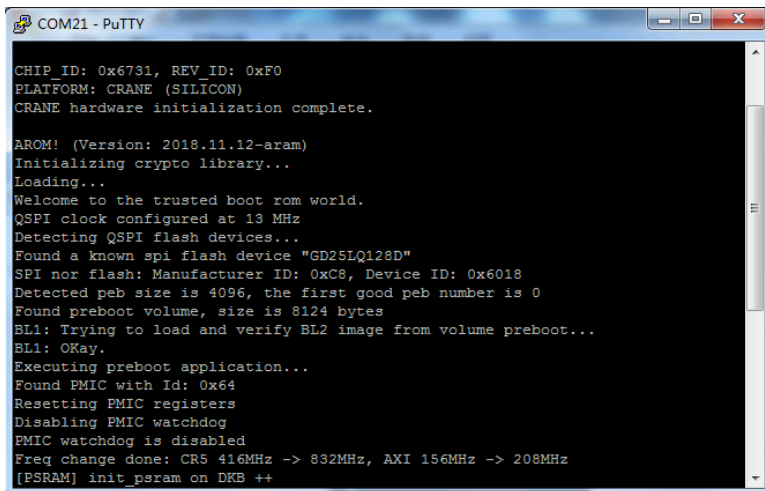 COM21 - PuTTY
CHIP_ID: 0x6731, REV_ID: 0xF0
PLATFORM: CRANE (SILICON)
CRANE hardware initialization complete.
AROM! (Version: 2018.11.12-aram)
Initializing crypto library...
Loading...
Welcome to the trusted boot rom world.
QSPI clock configured at 13 MHz
Detecting QSPI flash devices...
Found a known spi flash device "GD25LQ128D"
SPI nor flash: Manufacturer ID: 0xC8, Device ID: 0x6018
Detected peb size is 4096, the first good peb number is 0
Found preboot volume, size is 8124 bytes
BL1: Trying to load and verify BL2 image from volume preboot...
BL1: OKay.
Executing preboot application...
Found PMIC with Id: 0x64
Resetting PMIC registers
Disabling PMIC watchdog
PMIC watchdog is disabled
Freq change done: CR5 416MHz -> 832MHz, AXI 156MHz -> 208MHz
[PSRAM] init_psram on DKB ++